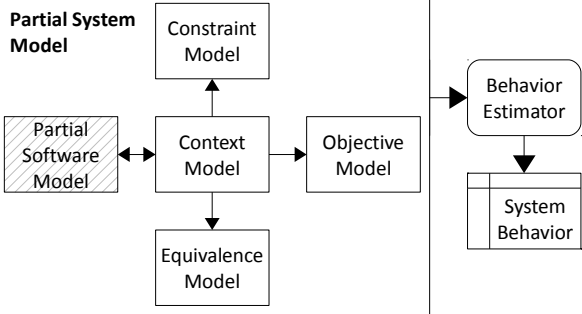 Partial System
Model
Constraint
Model
Partial
Software
Model
Context
Model
Objective
Model
Equivalence
Model
Behavior
Estimator
System
Behavior